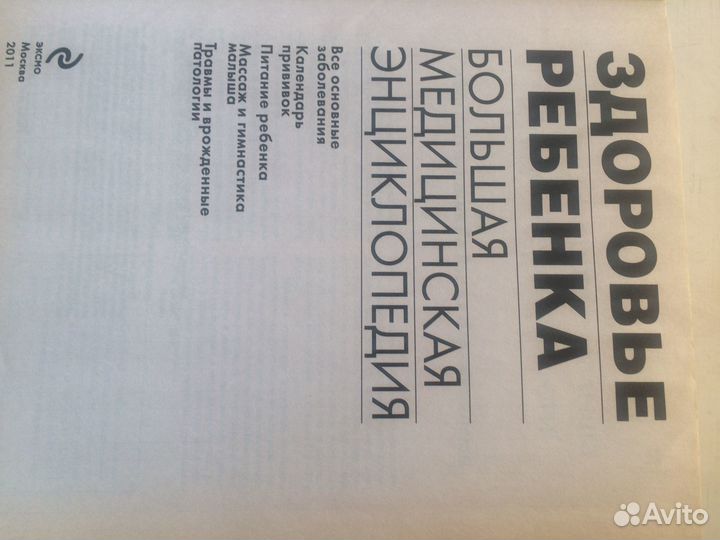 ЗДОРОВЬЕ
РЕБЕНКА
БОЛЬШАЯ
МЕДИЦИНСКАЯ
ЭНЦИКЛОПЕДИЯ
Все основные
заболевания
Календарь
прививок
Питание ребенка
Массаж и гимнастика
малыша
Травмы и врожденные
патологии
эксмо
Москва
2011
Avito